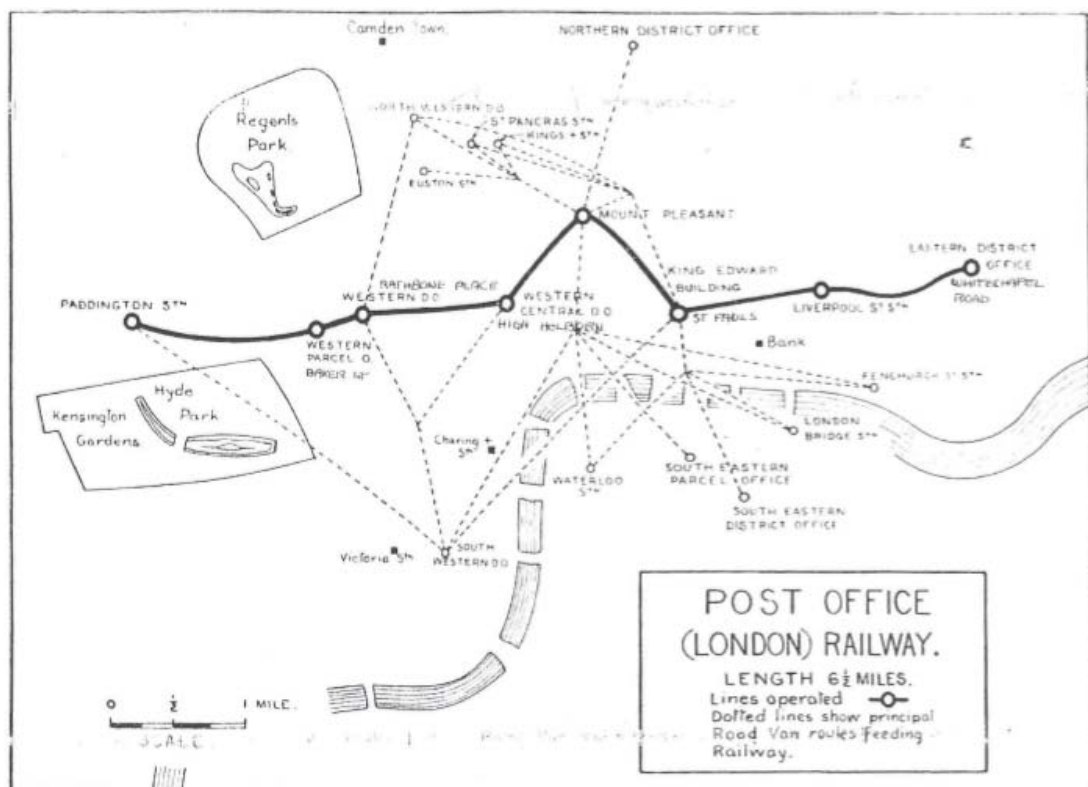 Camden Town.
NORTHERN DISTRICT OFFICE
NORTH WESTERN D.O
ST PANCRAS STN
KINGS + STN
Regents
Park
EUSTON STN
MOUNT PLEASANT
EASTERN DISTRICT
OFFICE
WHITECHAPEL
ROAD.
KING EDWARD
BUILDING
RATHBONE PLACE
WESTERN D.O
PADDINGTON STN
WESTERN
CENTRAL D.O
HIGH HOLBORN
ST PAULS
LIVERPOOL ST STN
WESTERN
PARCEL O.
BAKER ST
Bank
FENCHURCH ST STN
Hyde
Park
Kensington
Gardens
Charing +
STN
LONDON
BRIDGE STN
WATERLOO
STN
SOUTH EASTERN
PARCEL OFFICE
SOUTH EASTERN
DISTRICT OFFICE
Victoria STN
SOUTH
WESTERN D.O
POST OFFICE
(LONDON) RAILWAY.
LENGTH 6½ MILES.
Lines operated
Dotted lines show principal
Road Van routes feeding
Railway.
0 ½ 1 MILE.
SCALE